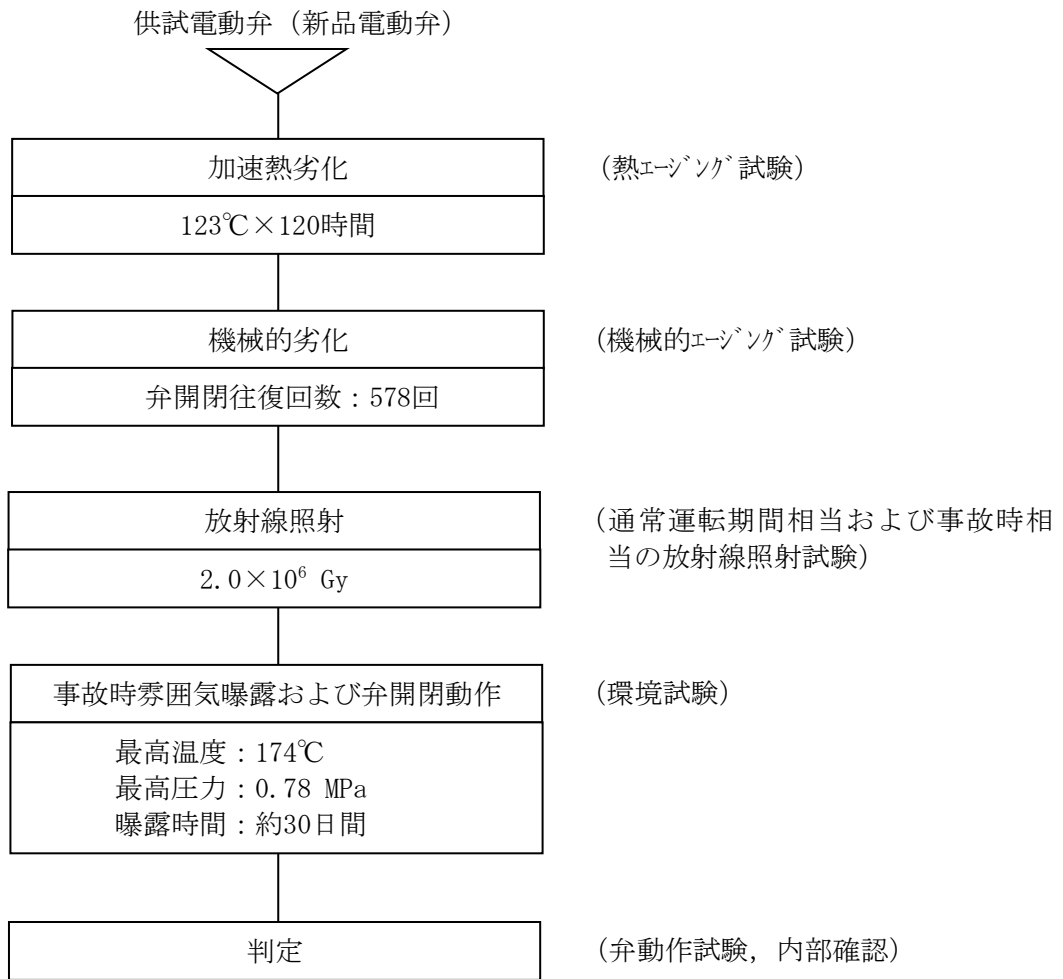 供試電動弁（新品電動弁）
加速熱劣化
（熱ｴｰｼﾞﾝｸﾞ試験）
123℃×120時間
機械的劣化
（機械的ｴｰｼﾞﾝｸﾞ試験）
弁開閉往復回数：578回
放射線照射
（通常運転期間相当および事故時相
当の放射線照射試験）
2.0×10⁶ Gy
事故時雰囲気曝露および弁開閉動作
（環境試験）
最高温度：174℃
最高圧力：0.78 MPa
曝露時間：約30日間
判定
（弁動作試験，内部確認）